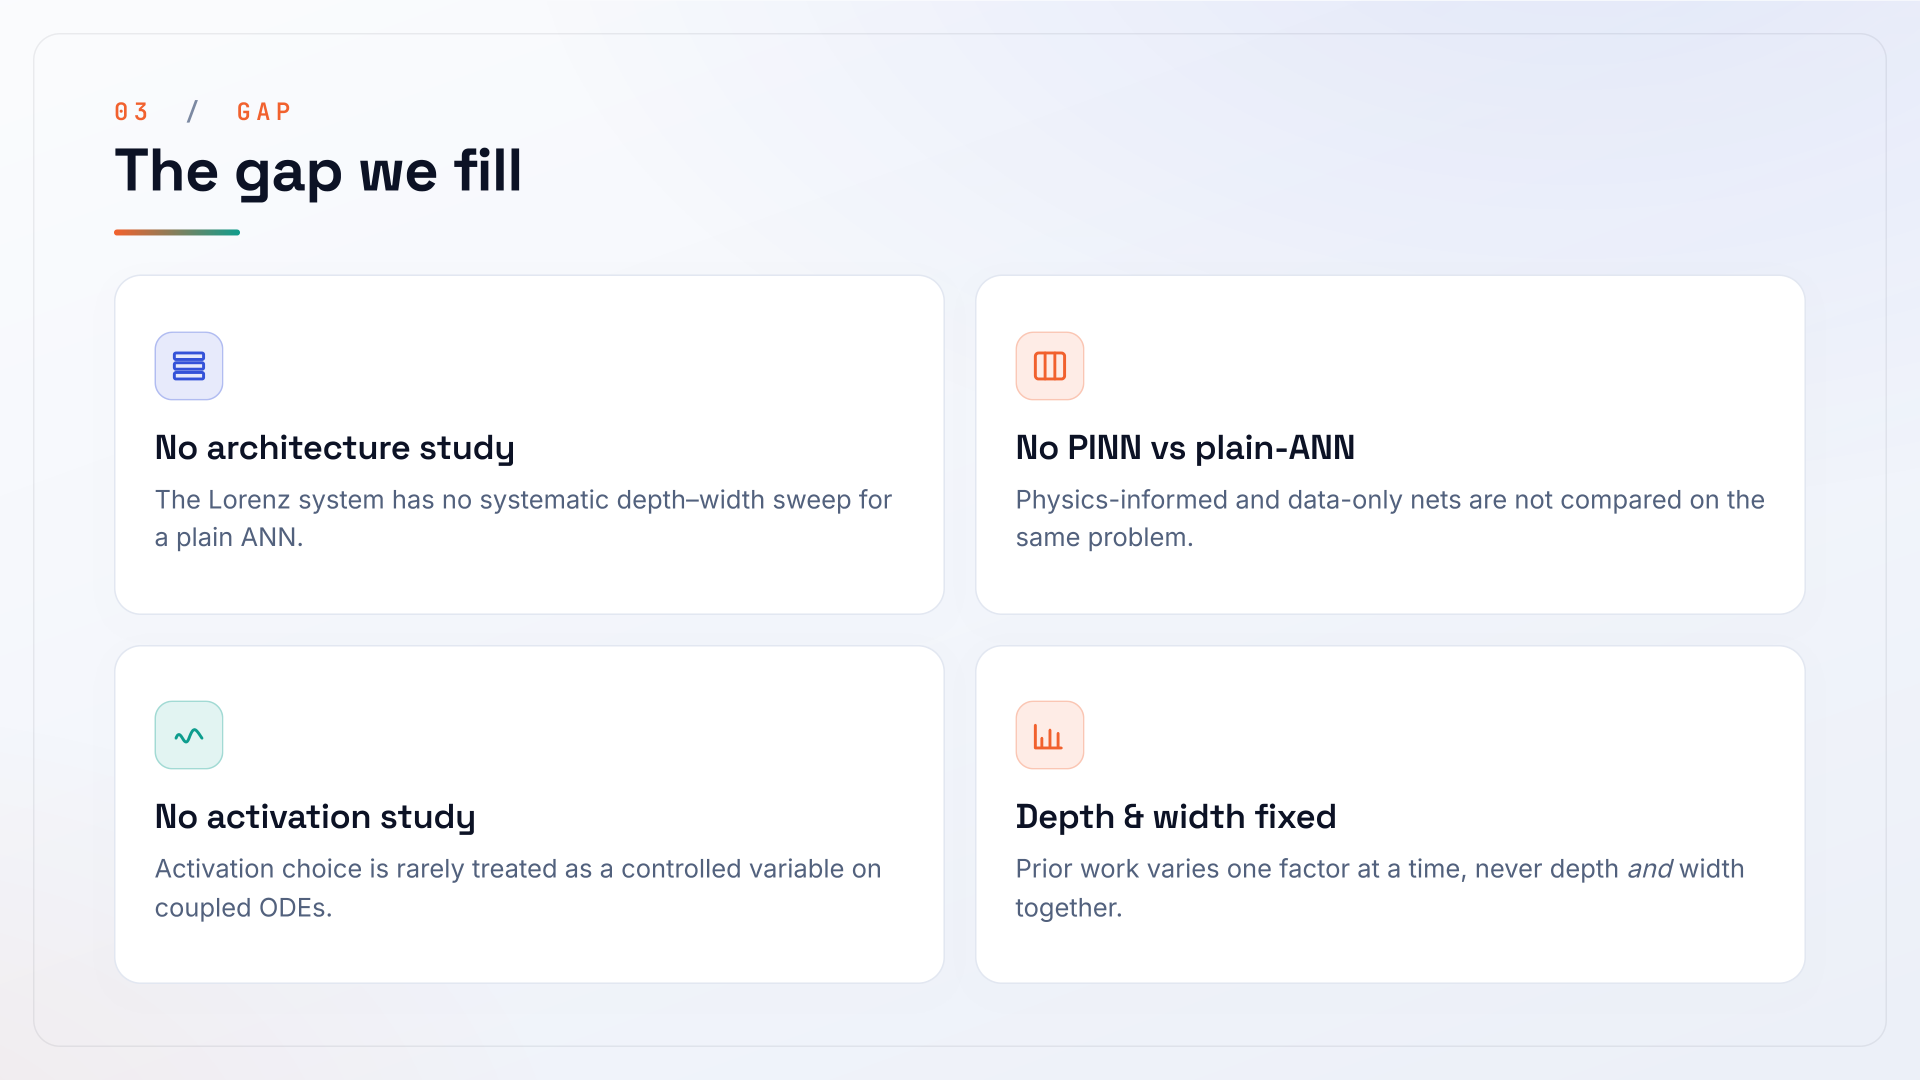 03 / GAP
The gap we fill
No architecture study
The Lorenz system has no systematic depth–width sweep for
a plain ANN.
No PINN vs plain-ANN
Physics-informed and data-only nets are not compared on the
same problem.
No activation study
Activation choice is rarely treated as a controlled variable on
coupled ODEs.
Depth & width fixed
Prior work varies one factor at a time, never depth and width
together.